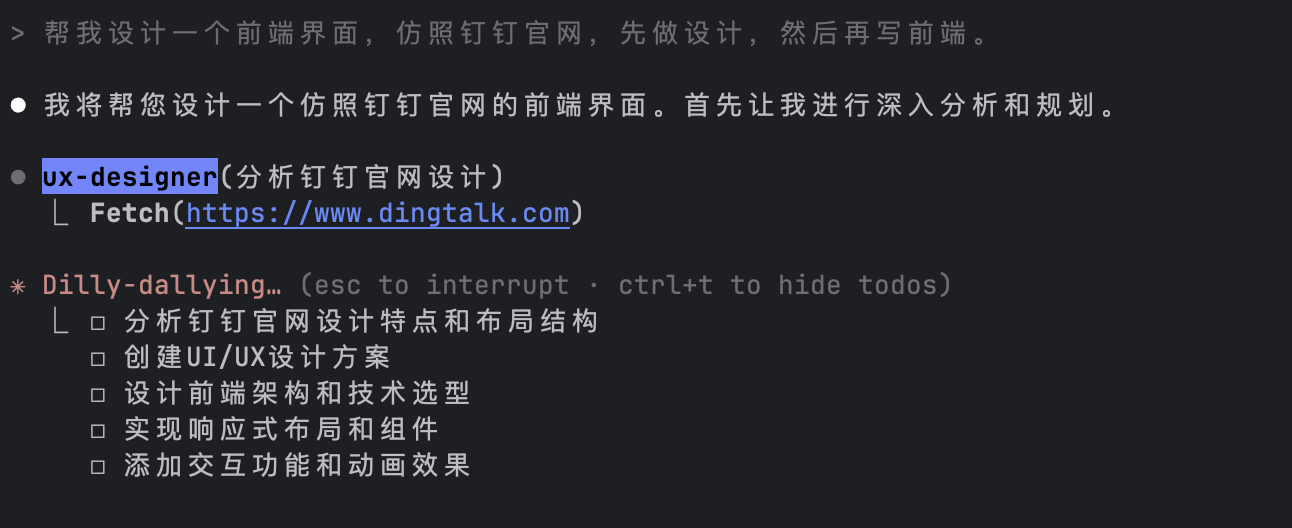 > 帮我设计一个前端界面，仿照钉钉官网，先做设计，然后再写前端。
● 我将帮您设计一个仿照钉钉官网的前端界面。首先让我进行深入分析和规划。
● ux-designer(分析钉钉官网设计)
⎿ Fetch(https://www.dingtalk.com)
✳ Dilly-dallying… (esc to interrupt · ctrl+t to hide todos)
⎿ ☐ 分析钉钉官网设计特点和布局结构
☐ 创建UI/UX设计方案
☐ 设计前端架构和技术选型
☐ 实现响应式布局和组件
☐ 添加交互功能和动画效果